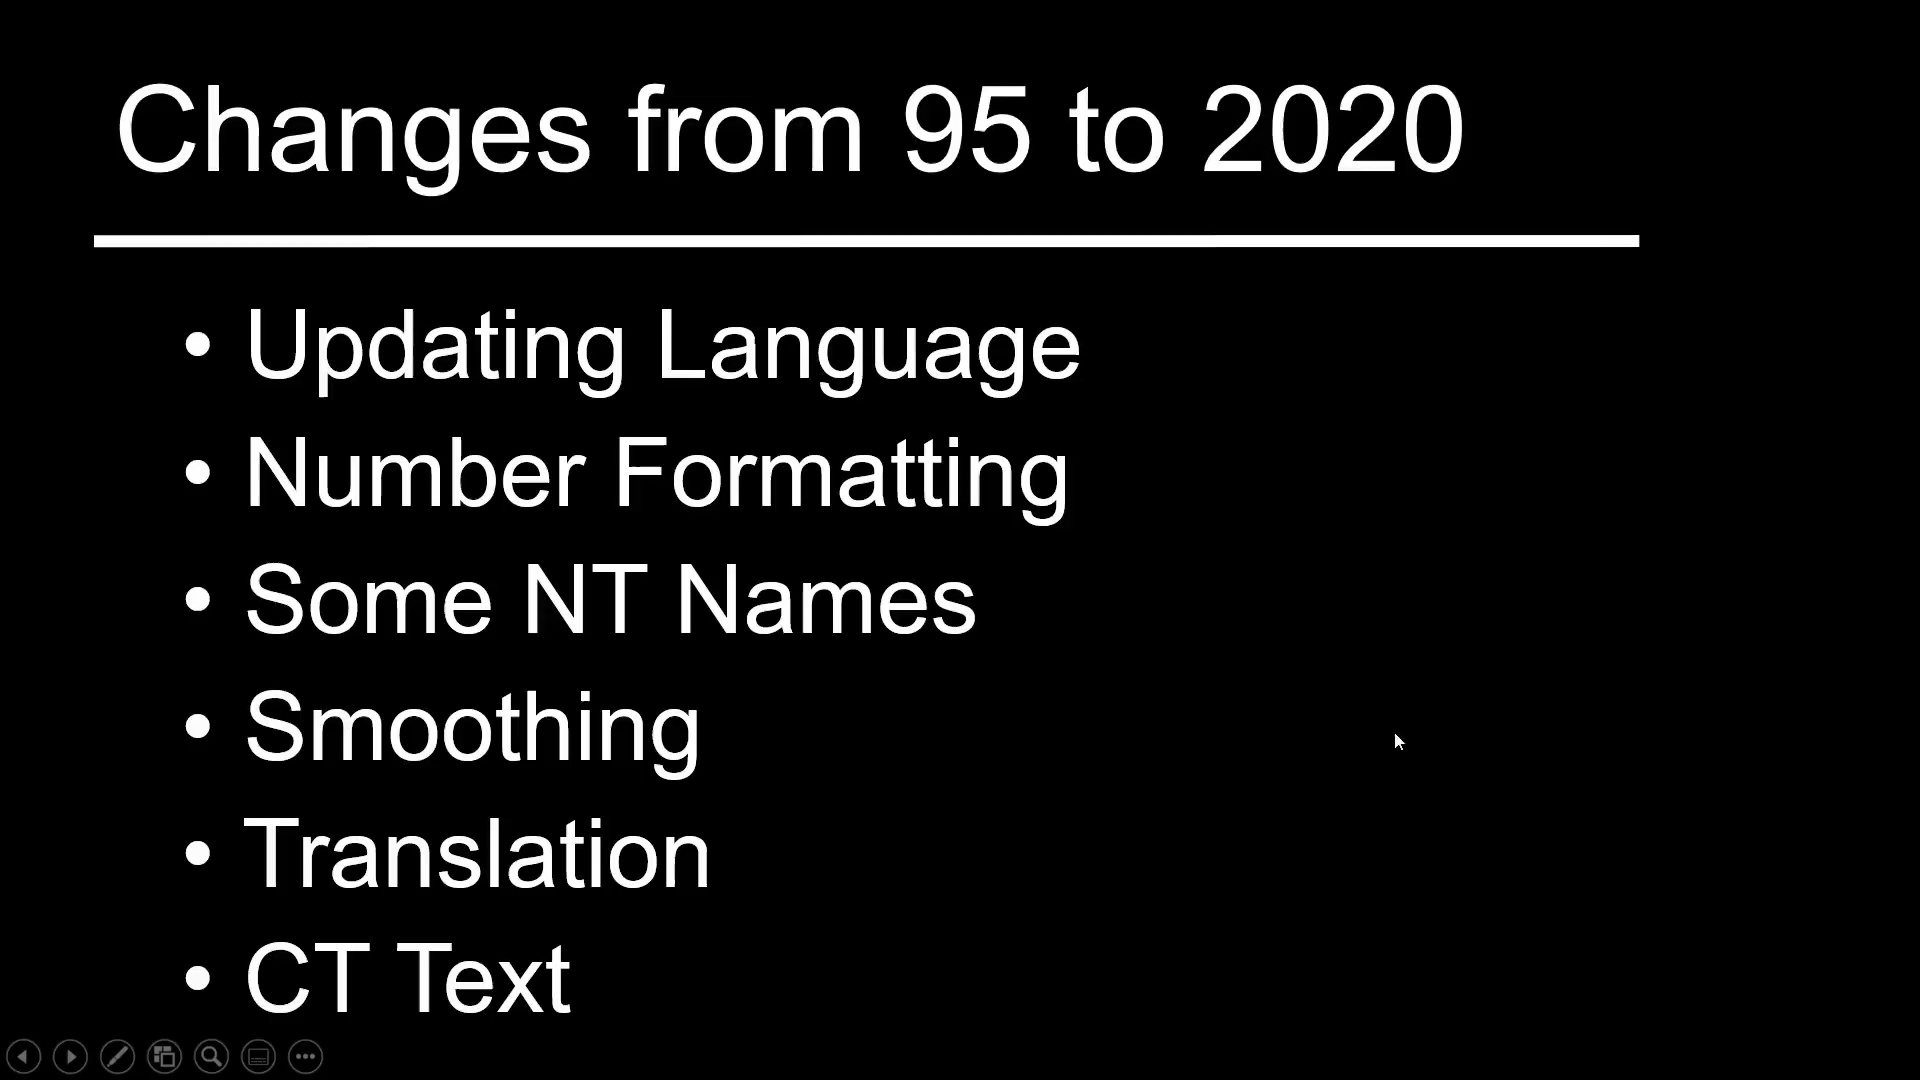 Changes from 95 to 2020
• Updating Language
• Number Formatting
• Some NT Names
• Smoothing
• Translation
• CT Text